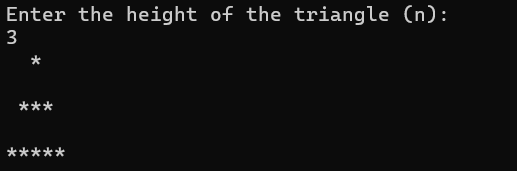 Enter the height of the triangle (n):
3
  *
 ***
*****